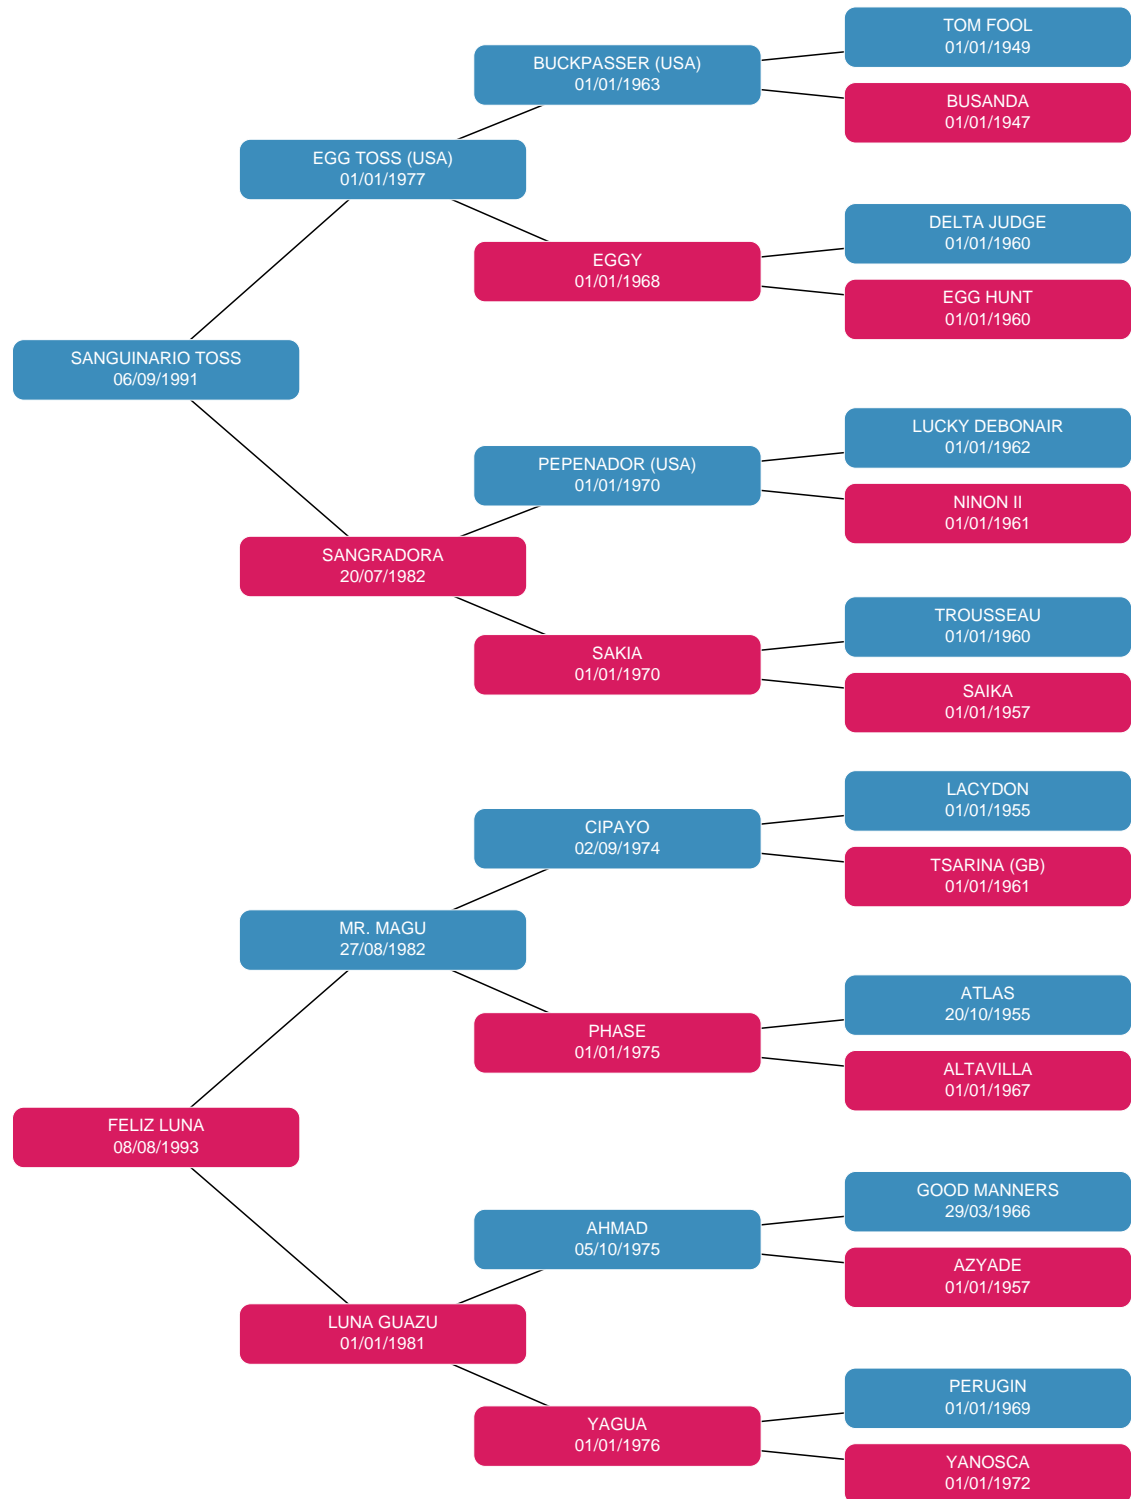 TOM FOOL
01/01/1949
BUCKPASSER (USA)
01/01/1963
BUSANDA
01/01/1947
EGG TOSS (USA)
01/01/1977
DELTA JUDGE
01/01/1960
EGGY
01/01/1968
EGG HUNT
01/01/1960
SANGUINARIO TOSS
06/09/1991
LUCKY DEBONAIR
01/01/1962
PEPENADOR (USA)
01/01/1970
NINON II
01/01/1961
SANGRADORA
20/07/1982
TROUSSEAU
01/01/1960
SAKIA
01/01/1970
SAIKA
01/01/1957
LACYDON
01/01/1955
CIPAYO
02/09/1974
TSARINA (GB)
01/01/1961
MR. MAGU
27/08/1982
ATLAS
20/10/1955
PHASE
01/01/1975
ALTAVILLA
01/01/1967
FELIZ LUNA
08/08/1993
GOOD MANNERS
29/03/1966
AHMAD
05/10/1975
AZYADE
01/01/1957
LUNA GUAZU
01/01/1981
PERUGIN
01/01/1969
YAGUA
01/01/1976
YANOSCA
01/01/1972